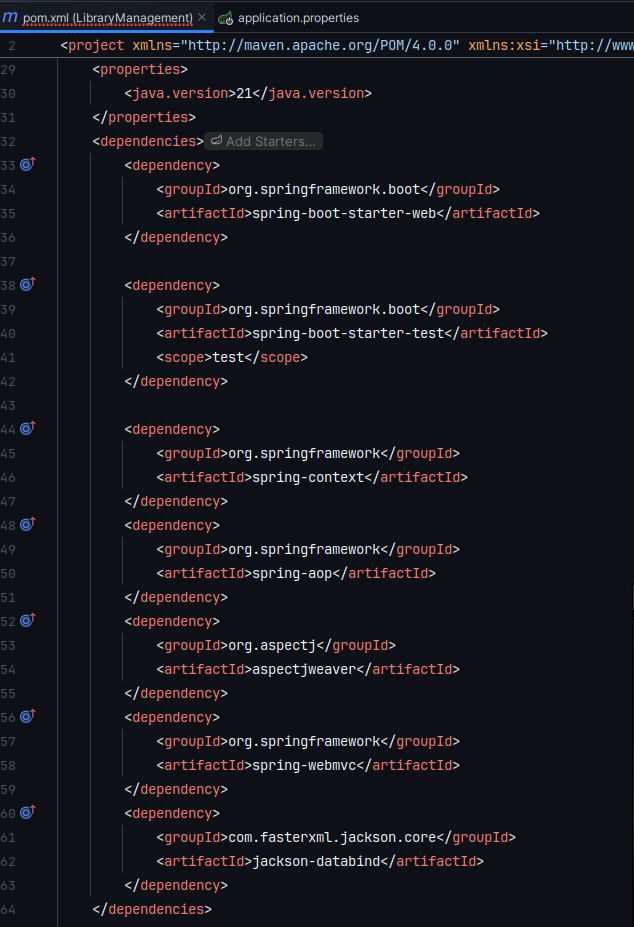 m pom.xml (LibraryManagement) × application.properties
2 <project xmlns="http://maven.apache.org/POM/4.0.0" xmlns:xsi="http://www
29 <properties>
30 <java.version>21</java.version>
31 </properties>
32 <dependencies> Add Starters...
33 <dependency>
34 <groupId>org.springframework.boot</groupId>
35 <artifactId>spring-boot-starter-web</artifactId>
36 </dependency>
37
38 <dependency>
39 <groupId>org.springframework.boot</groupId>
40 <artifactId>spring-boot-starter-test</artifactId>
41 <scope>test</scope>
42 </dependency>
43
44 <dependency>
45 <groupId>org.springframework</groupId>
46 <artifactId>spring-context</artifactId>
47 </dependency>
48 <dependency>
49 <groupId>org.springframework</groupId>
50 <artifactId>spring-aop</artifactId>
51 </dependency>
52 <dependency>
53 <groupId>org.aspectj</groupId>
54 <artifactId>aspectjweaver</artifactId>
55 </dependency>
56 <dependency>
57 <groupId>org.springframework</groupId>
58 <artifactId>spring-webmvc</artifactId>
59 </dependency>
60 <dependency>
61 <groupId>com.fasterxml.jackson.core</groupId>
62 <artifactId>jackson-databind</artifactId>
63 </dependency>
64 </dependencies>